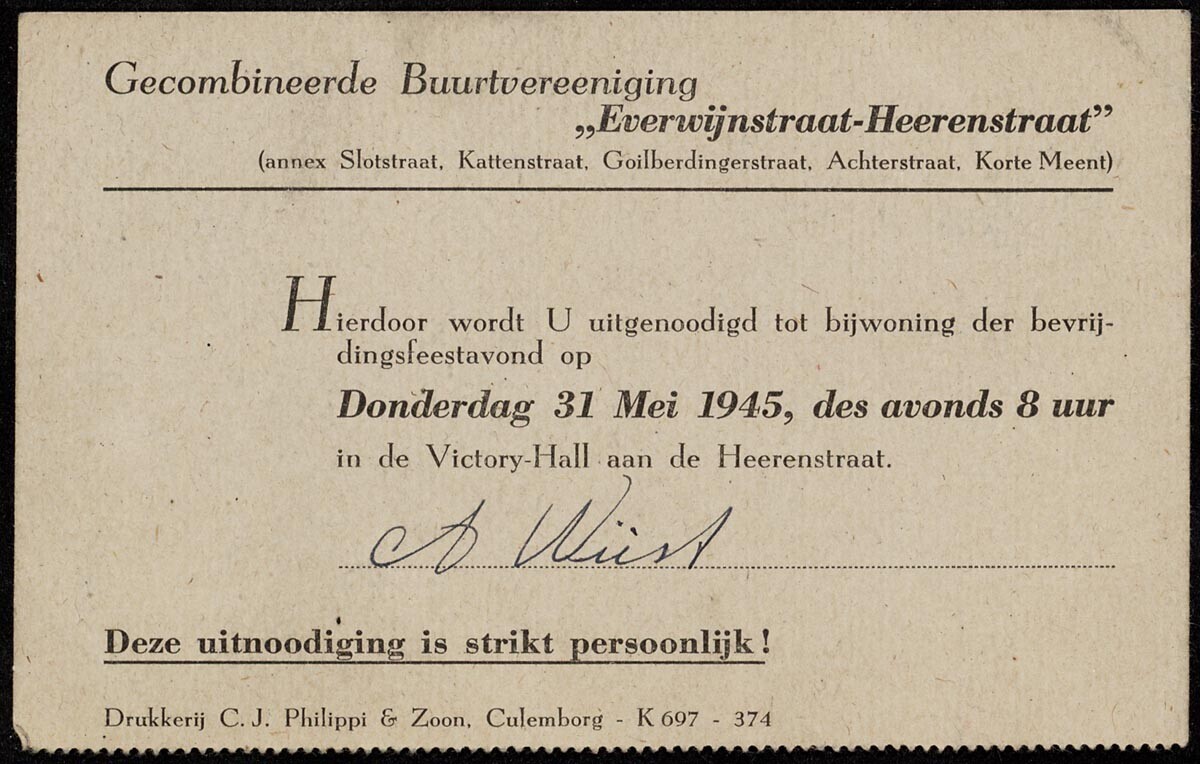 Gecombineerde Buurtvereeniging
„Everwijnstraat-Heerenstraat”
(annex Slotstraat, Kattenstraat, Goilberdingerstraat, Achterstraat, Korte Meent)
Hierdoor wordt U uitgenoodigd tot bijwoning der bevrij-
dingsfeestavond op
Donderdag 31 Mei 1945, des avonds 8 uur
in de Victory-Hall aan de Heerenstraat.
A Wüst
Deze uitnoodiging is strikt persoonlijk!
Drukkerij C. J. Philippi & Zoon, Culemborg - K 697 - 374